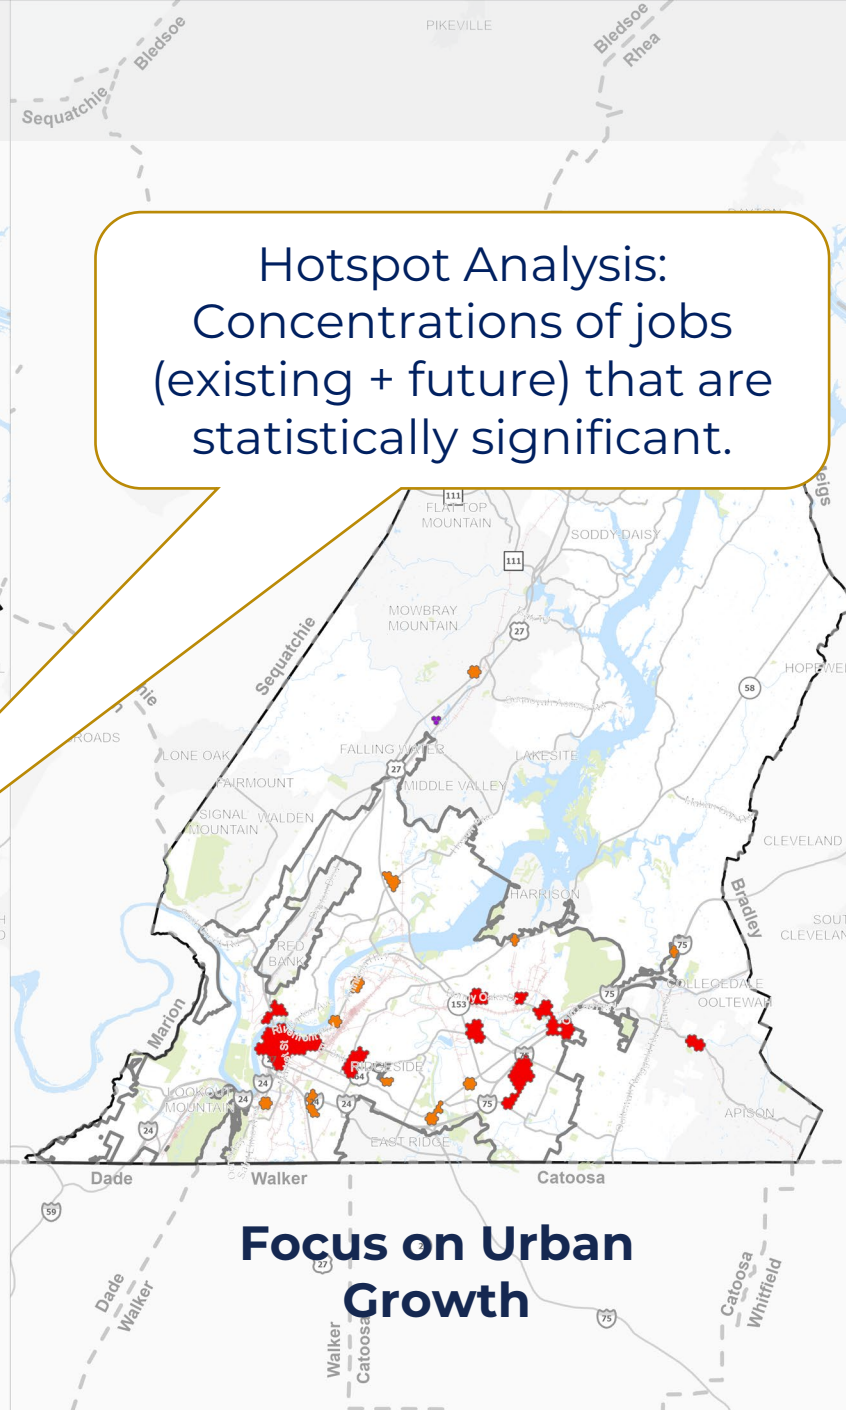 PIKEVILLE
Bledsoe
Bledsoe
Rhea
Sequatchie
DAYTON
Hotspot Analysis:
Concentrations of jobs
(existing + future) that are
statistically significant.
Meigs
111
FLAT TOP
MOUNTAIN
SODDY-DAISY
111
MOWBRAY
MOUNTAIN
27
Sequatchie
58
LONE OAK
FALLING WATER
LAKESITE
27
FAIRMOUNT
MIDDLE VALLEY
SIGNAL
MOUNTAIN
WALDEN
CLEVELAND
HARRISON
Bradley
RED
BANK
75
COLLEGEDALE
OOLTEWAH
75
153
Marion
Riverfront
RIDGESIDE
24
75
LOOKOUT
MOUNTAIN
24
24
75
APISON
24
EAST RIDGE
Dade
Walker
Catoosa
59
Focus on Urban
Growth
27
75
Dade
Walker
Walker
Catoosa
Catoosa
Whitfield